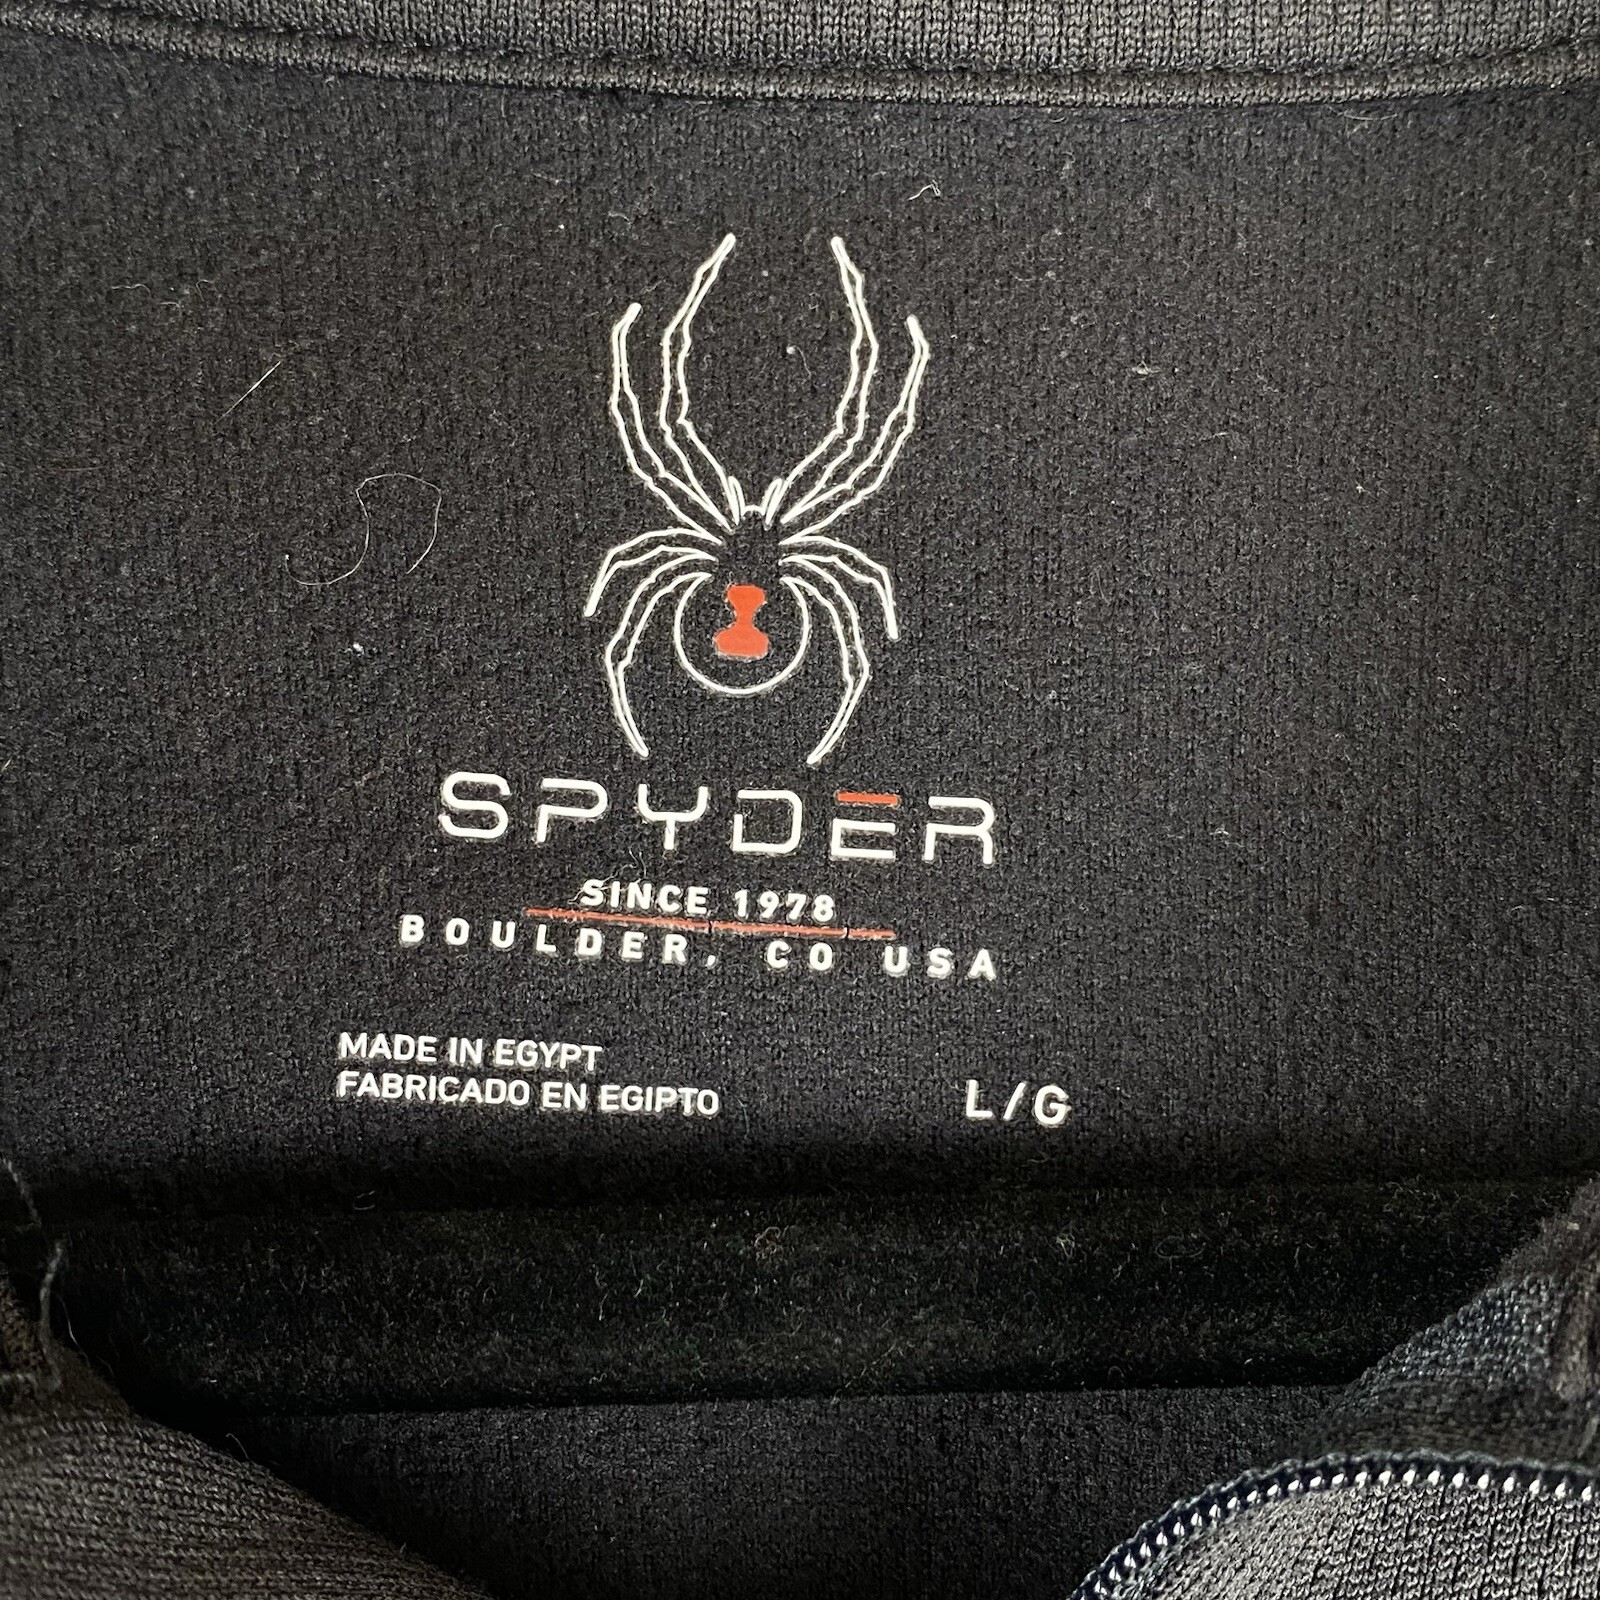 SPYDER
SINCE 1978
BOULDER, CO USA
MADE IN EGYPT
FABRICADO EN EGIPTO
L/G